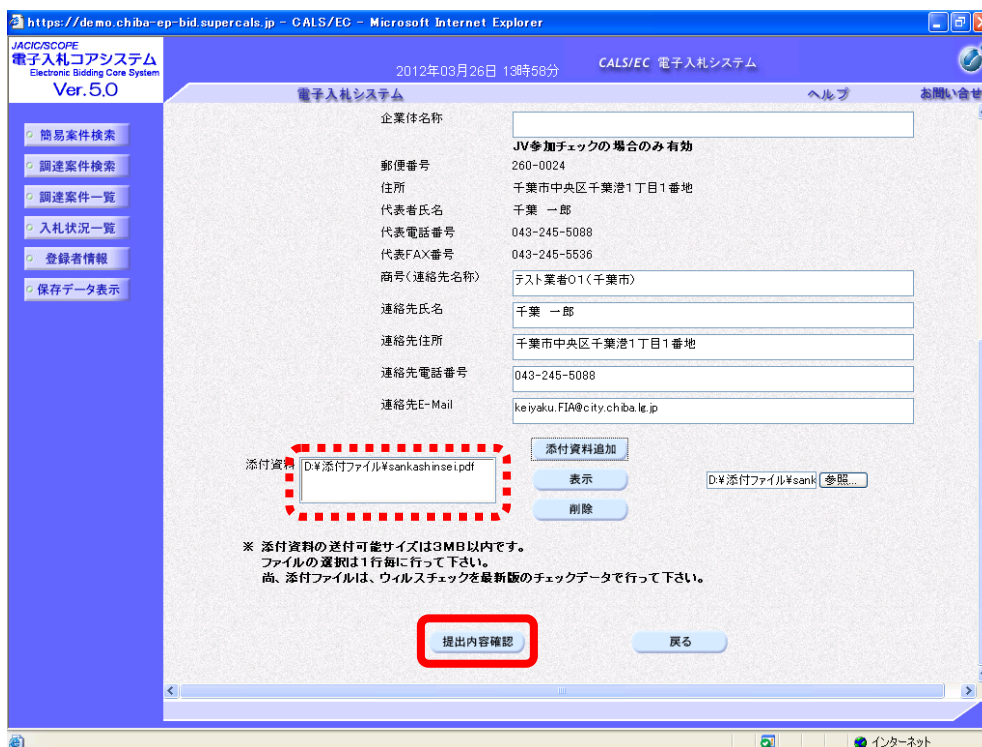 https://demo.chiba-ep-bid.supercals.jp - CALS/EC - Microsoft Internet Explorer
JACIC/SCOPE
電子入札コアシステム
Electronic Bidding Core System
Ver.5.0
2012年03月26日 13時58分
CALS/EC 電子入札システム
電子入札システム
ヘルプ
お問い合せ
簡易案件検索
調達案件検索
調達案件一覧
入札状況一覧
登録者情報
保存データ表示
企業体名称
JV参加チェックの場合のみ有効
郵便番号 260-0024
住所 千葉市中央区千葉港1丁目1番地
代表者氏名 千葉 一郎
代表電話番号 043-245-5088
代表FAX番号 043-245-5536
商号(連絡先名称) テスト業者01(千葉市)
連絡先氏名 千葉 一郎
連絡先住所 千葉市中央区千葉港1丁目1番地
連絡先電話番号 043-245-5088
連絡先E-Mail keiyaku.FIA@city.chiba.lg.jp
添付資料 D:¥添付ファイル¥sankashinsei.pdf
添付資料追加
表示
D:¥添付ファイル¥sank 参照...
削除
※ 添付資料の送付可能サイズは3MB以内です。
ファイルの選択は1行毎に行って下さい。
尚、添付ファイルは、ウィルスチェックを最新版のチェックデータで行って下さい。
提出内容確認
戻る
インターネット